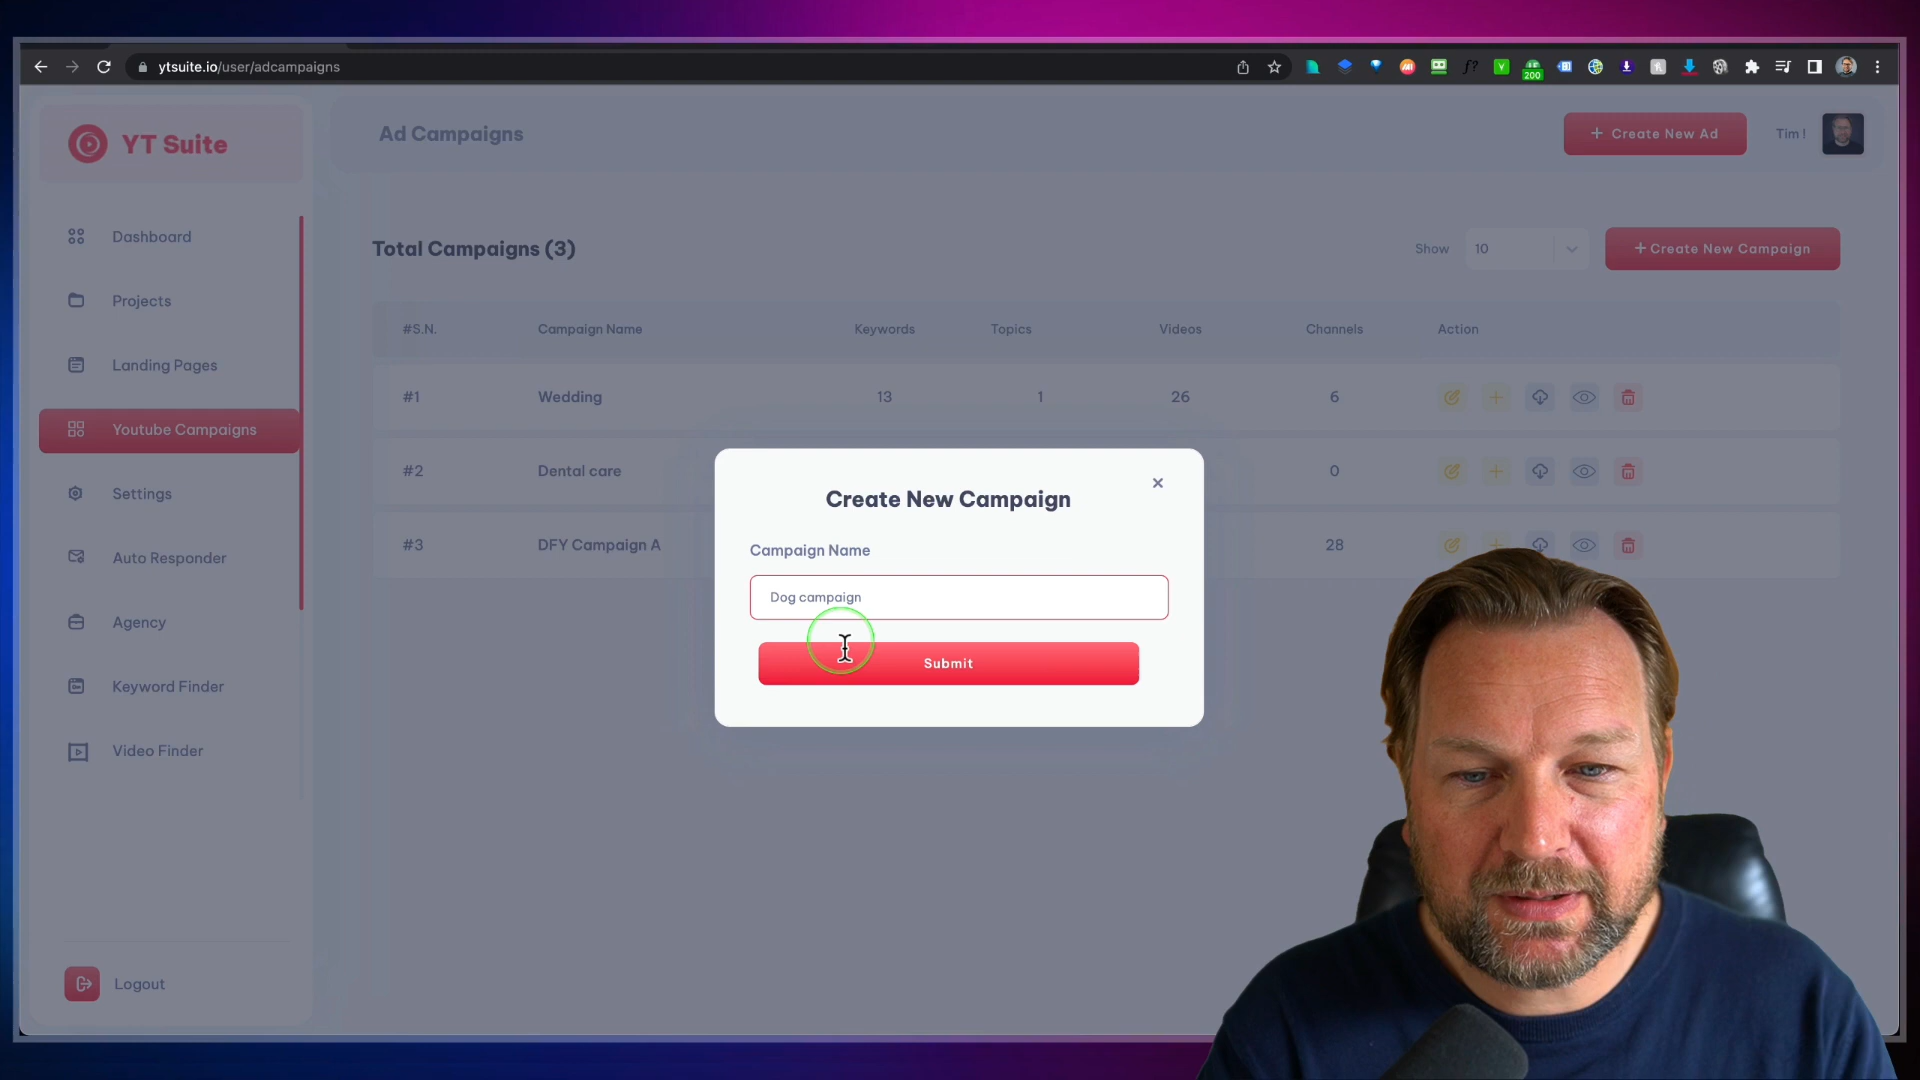 ytsuite.io/user/adcampaigns
200
YT Suite
Ad Campaigns
+ Create New Ad
Tim !
Dashboard
Projects
Landing Pages
Youtube Campaigns
Settings
Auto Responder
Agency
Keyword Finder
Video Finder
Logout
Total Campaigns (3)
Show 10
+ Create New Campaign
#S.N. Campaign Name Keywords Topics Videos Channels Action
#1 Wedding 13 1 26 6
#2 Dental care 0
#3 DFY Campaign A 28
Create New Campaign
Campaign Name
Dog campaign
Submit